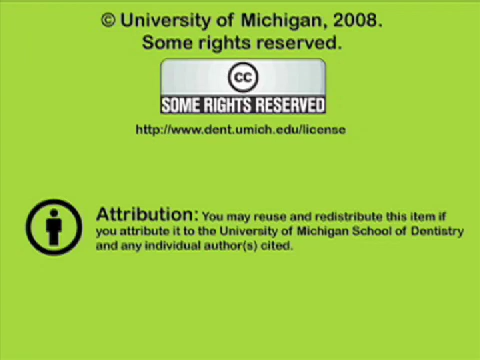 © University of Michigan, 2008.
Some rights reserved.
cc
SOME RIGHTS RESERVED
http://www.dent.umich.edu/license
Attribution: You may reuse and redistribute this item if
you attribute it to the University of Michigan School of Dentistry
and any individual author(s) cited.